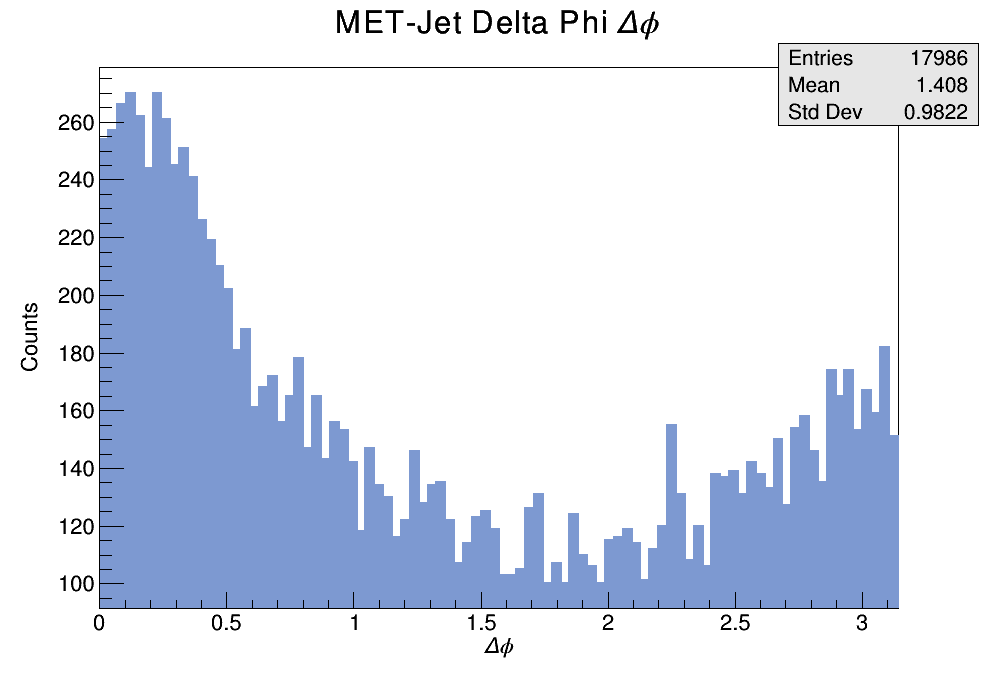 MET-Jet Delta Phi Δϕ
Entries 17986
Mean 1.408
Std Dev 0.9822
Counts
260
240
220
200
180
160
140
120
100
0 0.5 1 1.5 2 2.5 3
Δϕ